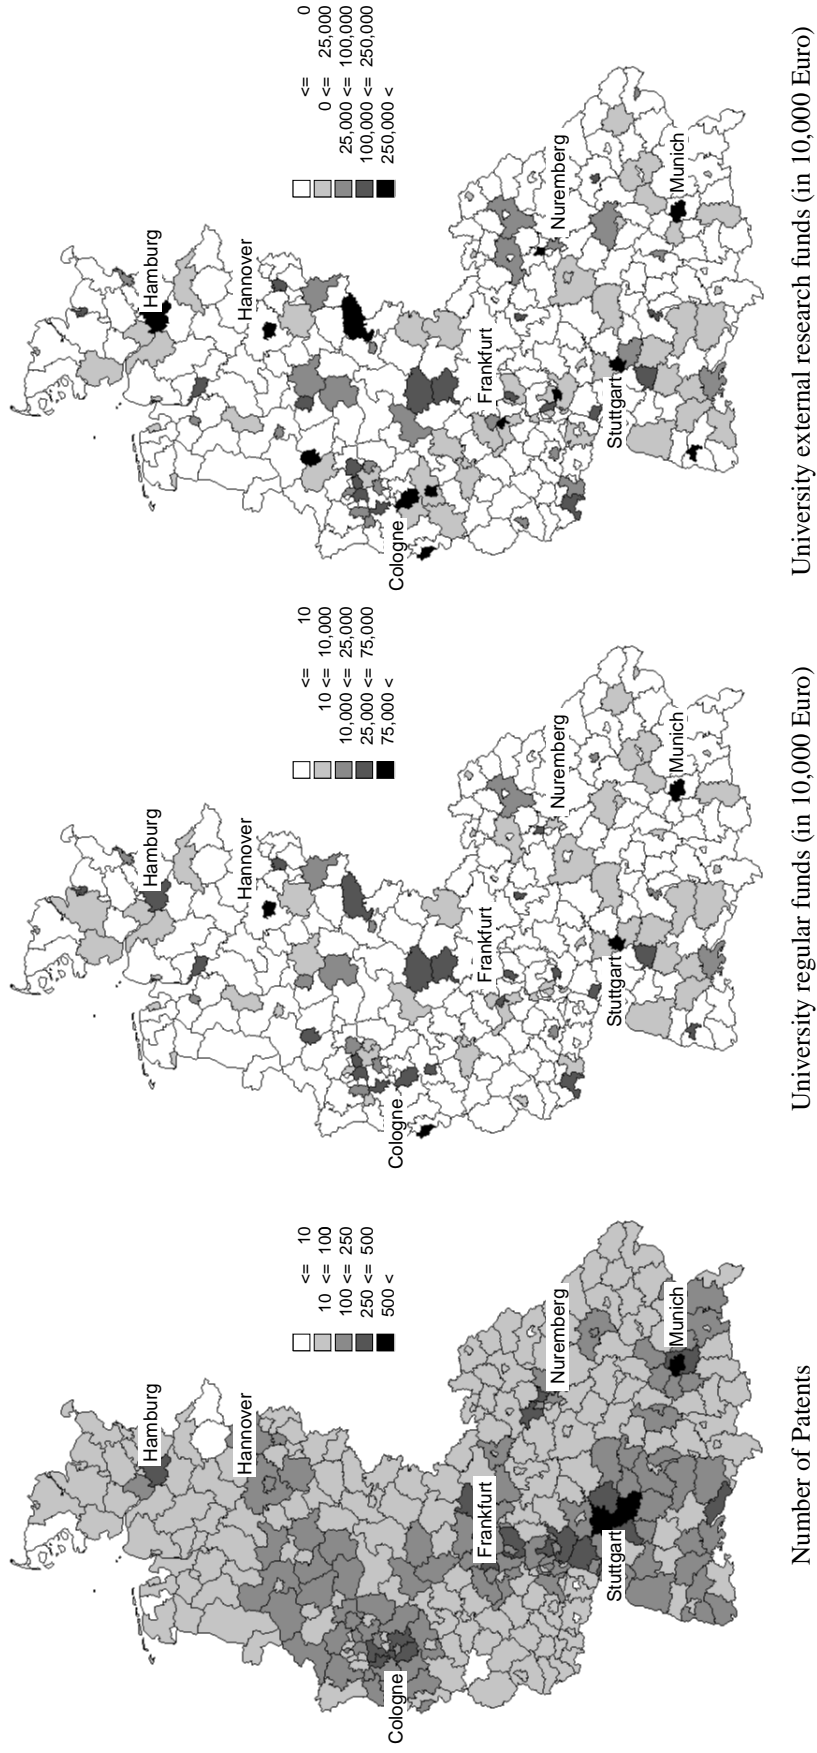 Hamburg
Hannover
<= 10
10 <= 100
100 <= 250
250 <= 500
500 <
Cologne
Frankfurt
Nuremberg
Stuttgart
Munich
Number of Patents
Hamburg
Hannover
<= 10
10 <= 10,000
10,000 <= 25,000
25,000 <= 75,000
75,000 <
Cologne
Frankfurt
Nuremberg
Stuttgart
Munich
University regular funds (in 10,000 Euro)
Hamburg
Hannover
<= 0
0 <= 25,000
25,000 <= 100,000
100,000 <= 250,000
250,000 <
Cologne
Frankfurt
Nuremberg
Stuttgart
Munich
University external research funds (in 10,000 Euro)